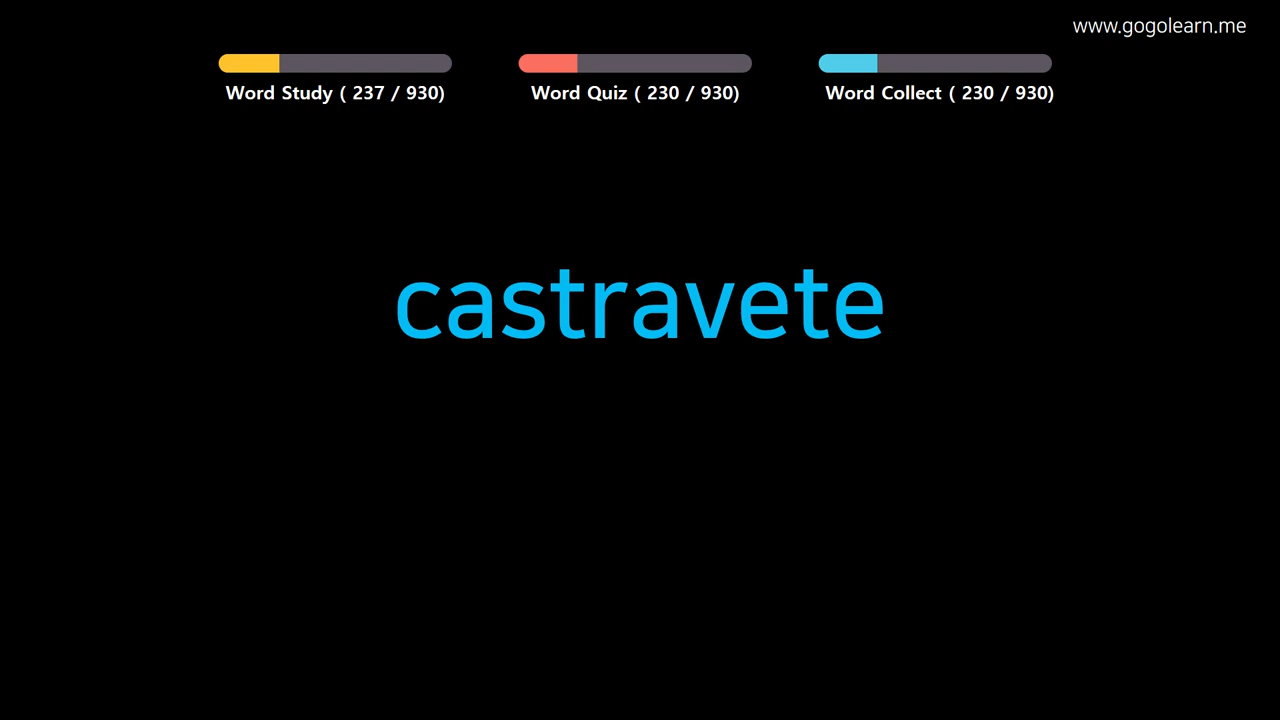 www.gogolearn.me
Word Study ( 237 / 930)
Word Quiz ( 230 / 930)
Word Collect ( 230 / 930)
castravete